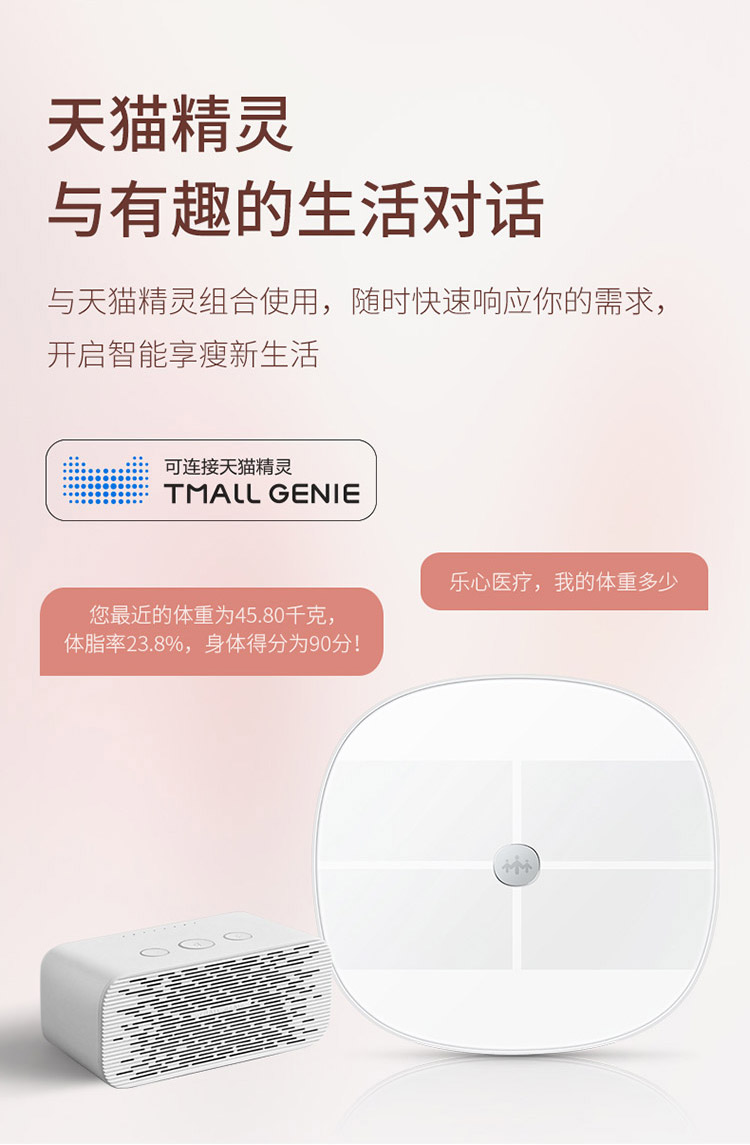 天猫精灵
与有趣的生活对话
与天猫精灵组合使用，随时快速响应你的需求，
开启智能享瘦新生活
可连接天猫精灵
TMALL GENIE
乐心医疗，我的体重多少
您最近的体重为45.80千克，
体脂率23.8%，身体得分为90分！